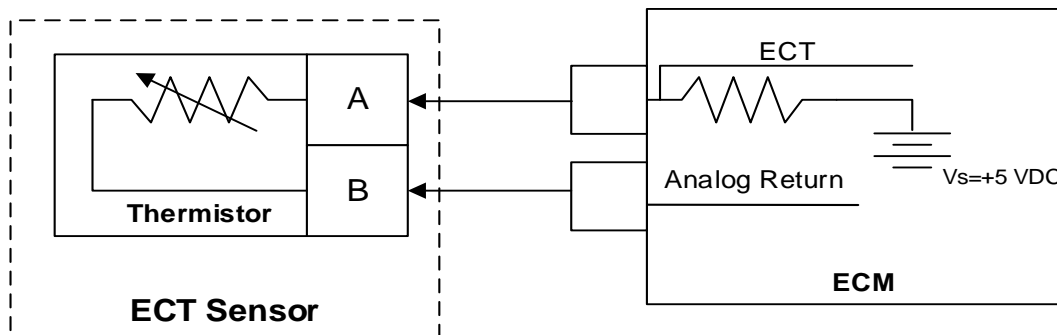 ECT
A
B
Thermistor
ECT Sensor
Analog Return
Vs=+5 VDC
ECM